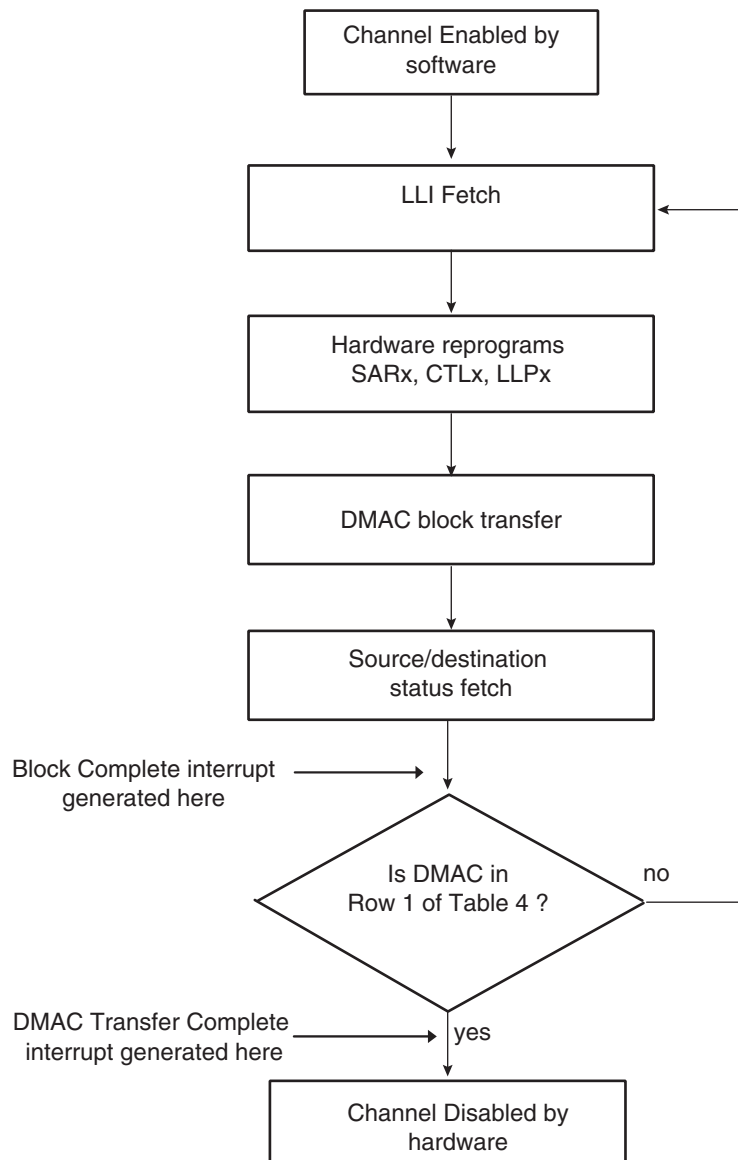 Channel Enabled by
software
LLI Fetch
Hardware reprograms
SARx, CTLx, LLPx
DMAC block transfer
Source/destination
status fetch
Block Complete interrupt
generated here
Is DMAC in
Row 1 of Table 4 ?
no
DMAC Transfer Complete
interrupt generated here
yes
Channel Disabled by
hardware